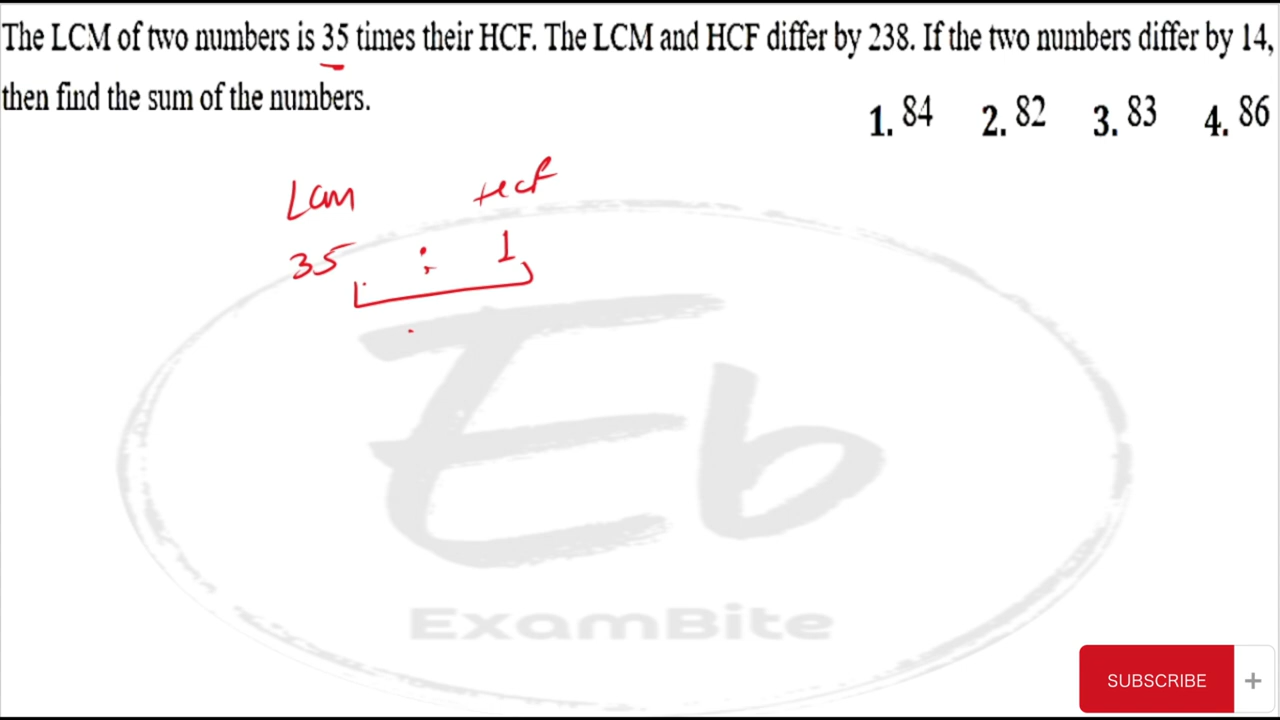 The LCM of two numbers is 35 times their HCF. The LCM and HCF differ by 238. If the two numbers differ by 14,
then find the sum of the numbers.
1. 84 2. 82 3. 83 4. 86
LCM HCF
35 : 1
Eb
ExamBite
SUBSCRIBE +